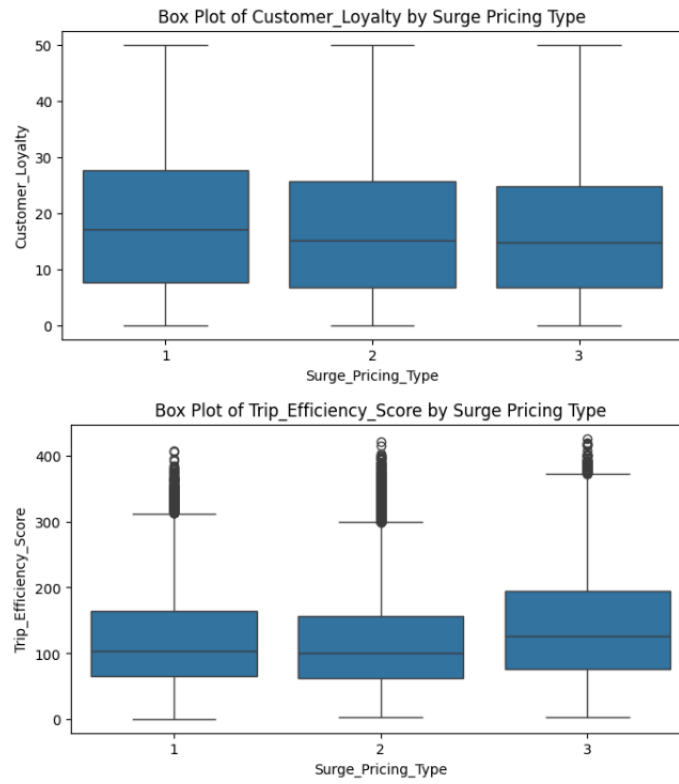 Box Plot of Customer_Loyalty by Surge Pricing Type
50
40
30
20
10
0
Customer_Loyalty
1 2 3
Surge_Pricing_Type
Box Plot of Trip_Efficiency_Score by Surge Pricing Type
400
300
200
100
0
Trip_Efficiency_Score
1 2 3
Surge_Pricing_Type